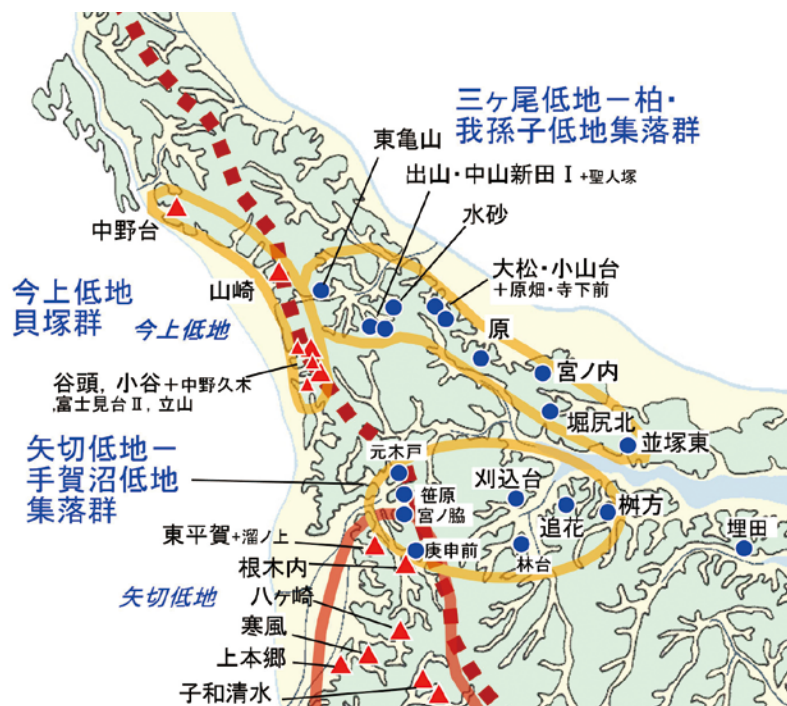 三ヶ尾低地－柏・
我孫子低地集落群
東亀山
出山・中山新田Ⅰ+聖人塚
水砂
中野台
大松・小山台
+原畑・寺下前
山崎
今上低地
貝塚群
今上低地
原
宮ノ内
谷頭, 小谷+中野久木
,富士見台Ⅱ, 立山
堀尻北
並塚東
矢切低地－
手賀沼低地
集落群
元木戸
笹原
宮ノ脇
刈込台
追花
桝方
埋田
東平賀+溜ノ上
庚申前
林台
根木内
矢切低地
八ヶ崎
寒風
上本郷
子和清水